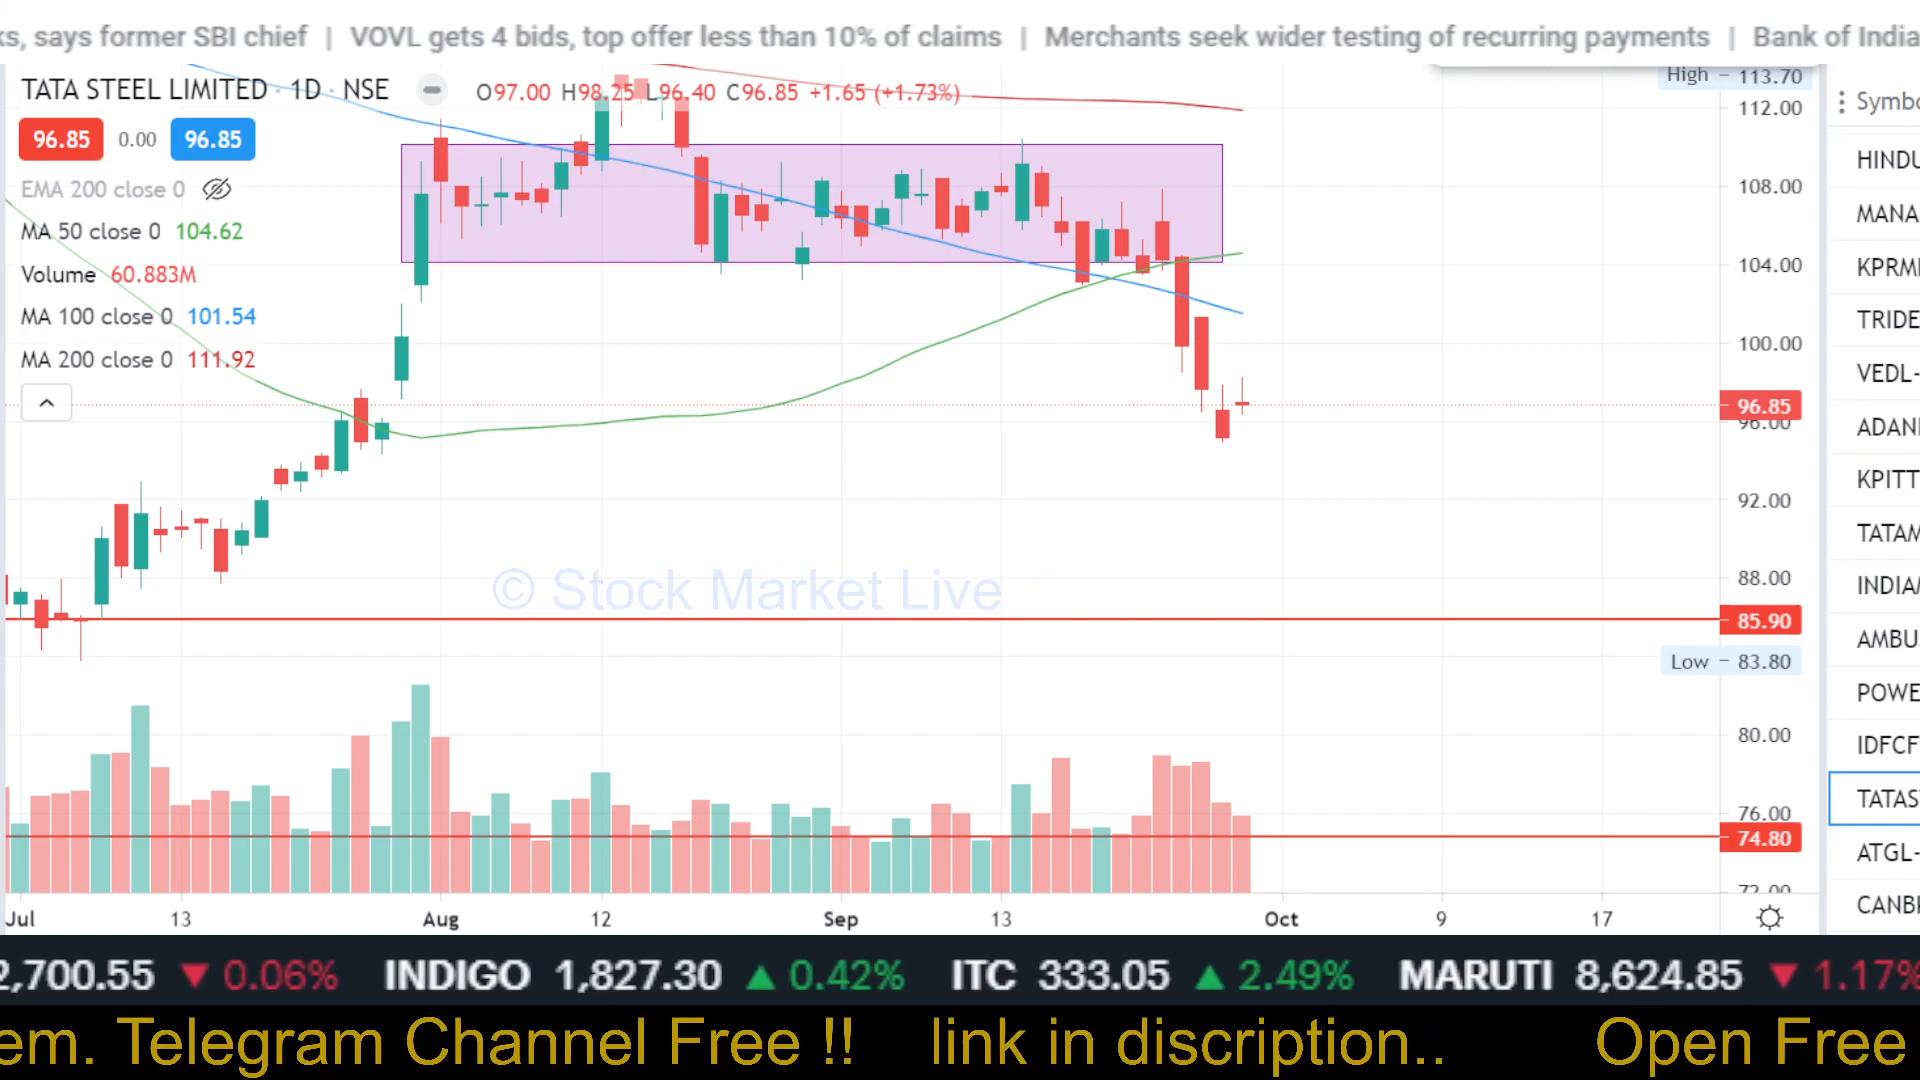 says former SBI chief | VOVL gets 4 bids, top offer less than 10% of claims | Merchants seek wider testing of recurring payments | Bank of India
TATA STEEL LIMITED · 1D · NSE O97.00 H98.25 L96.40 C96.85 +1.65 (+1.73%)
96.85 0.00 96.85
EMA 200 close 0
MA 50 close 0 104.62
Volume 60.883M
MA 100 close 0 101.54
MA 200 close 0 111.92
High 113.70
112.00
108.00
104.00
100.00
96.85
96.00
92.00
88.00
85.90
Low 83.80
80.00
76.00
74.80
72.00
© Stock Market Live
Jul 13 Aug 12 Sep 13 Oct 9 17
Symbo
HINDU
MANA
KPRMI
TRIDE
VEDL-
ADANI
KPITT
TATAM
INDIAM
AMBU
POWE
IDFCF
TATAS
ATGL-
CANBK
2,700.55 ▼ 0.06% INDIGO 1,827.30 ▲ 0.42% ITC 333.05 ▲ 2.49% MARUTI 8,624.85 ▼ 1.17%
em. Telegram Channel Free !! link in discription.. Open Free